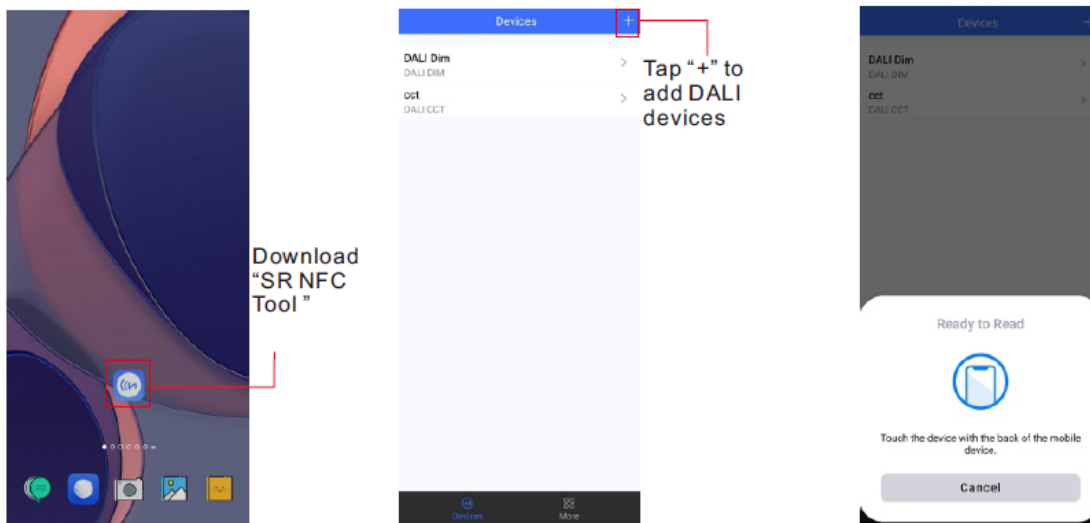 Download
“SR NFC
Tool ”
Devices
+
DALI Dim
DALI DIM
cct
DALI CCT
Devices
More
Tap “+” to
add DALI
devices
Devices
+
DALI Dim
DALI DIM
cct
DALI CCT
Ready to Read
Touch the device with the back of the mobile
device.
Cancel